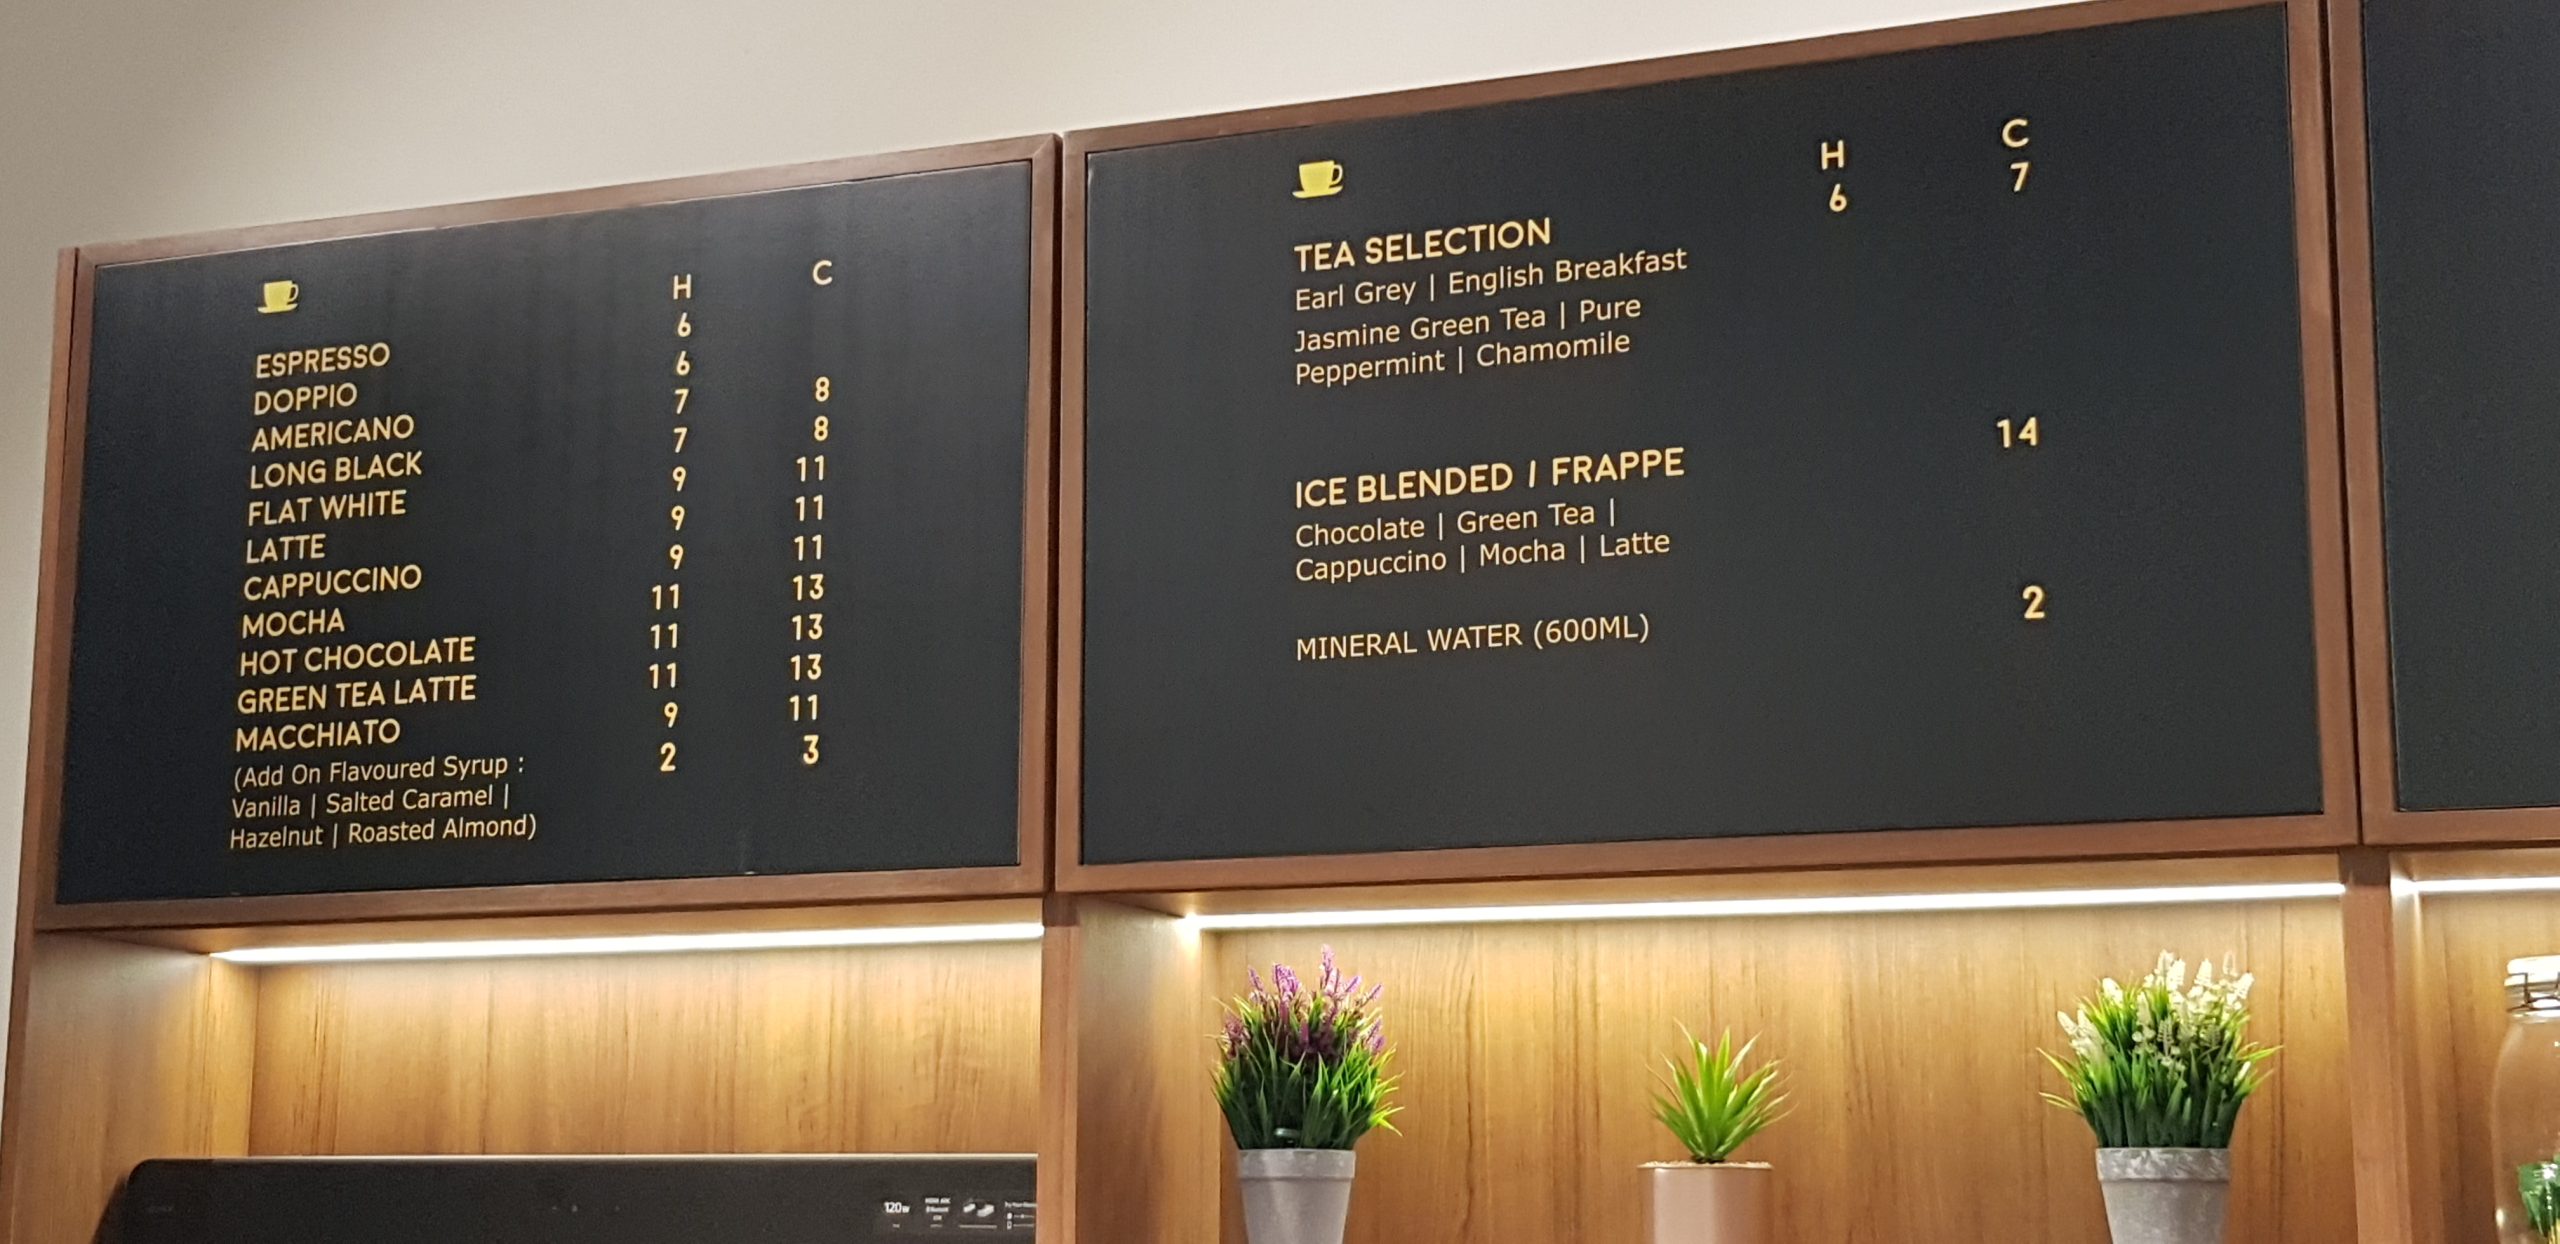 H C
ESPRESSO 6
DOPPIO 6
AMERICANO 7 8
LONG BLACK 7 8
FLAT WHITE 9 11
LATTE 9 11
CAPPUCCINO 9 11
MOCHA 11 13
HOT CHOCOLATE 11 13
GREEN TEA LATTE 11 13
MACCHIATO 9 11
(Add On Flavoured Syrup : 2 3
Vanilla | Salted Caramel |
Hazelnut | Roasted Almond)
H C
TEA SELECTION 6 7
Earl Grey | English Breakfast
Jasmine Green Tea | Pure
Peppermint | Chamomile
ICE BLENDED / FRAPPE 14
Chocolate | Green Tea |
Cappuccino | Mocha | Latte
MINERAL WATER (600ML) 2
120W